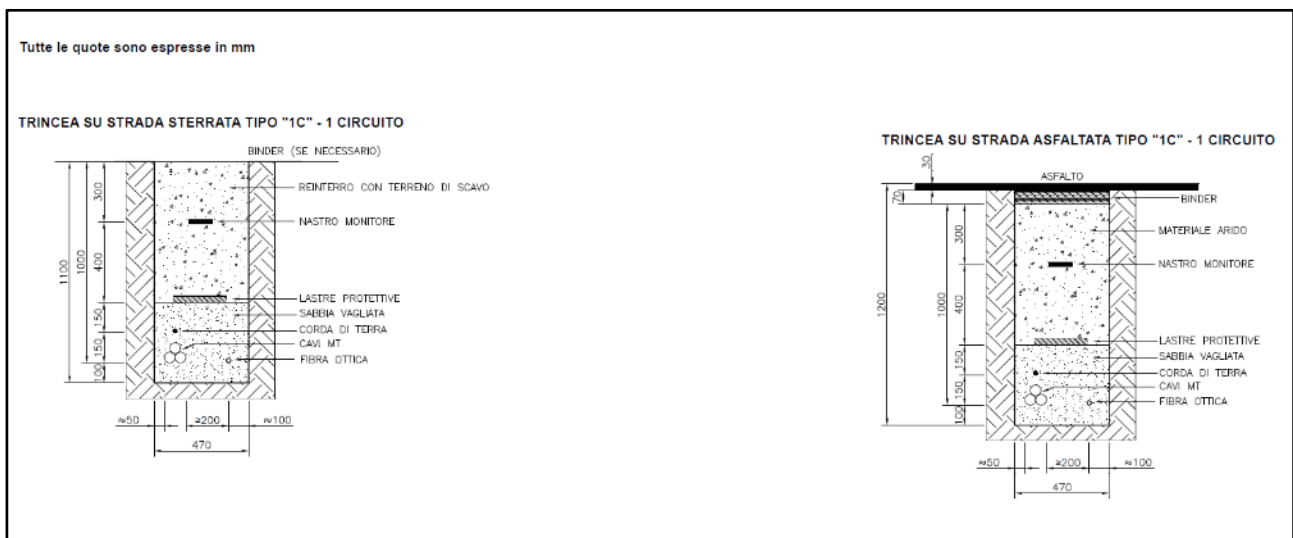 Tutte le quote sono espresse in mm
TRINCEA SU STRADA STERRATA TIPO "1C" - 1 CIRCUITO
BINDER (SE NECESSARIO)
REINTERRO CON TERRENO DI SCAVO
NASTRO MONITORE
LASTRE PROTETTIVE
SABBIA VAGLIATA
CORDA DI TERRA
CAVI MT
FIBRA OTTICA
1100
1000
300
400
150
150
100
≈50
≥200
≈100
470
TRINCEA SU STRADA ASFALTATA TIPO "1C" - 1 CIRCUITO
30
ASFALTO
70
BINDER
MATERIALE ARIDO
NASTRO MONITORE
LASTRE PROTETTIVE
SABBIA VAGLIATA
CORDA DI TERRA
CAVI MT
FIBRA OTTICA
1200
1000
300
400
150
150
100
≈50
≥200
≈100
470